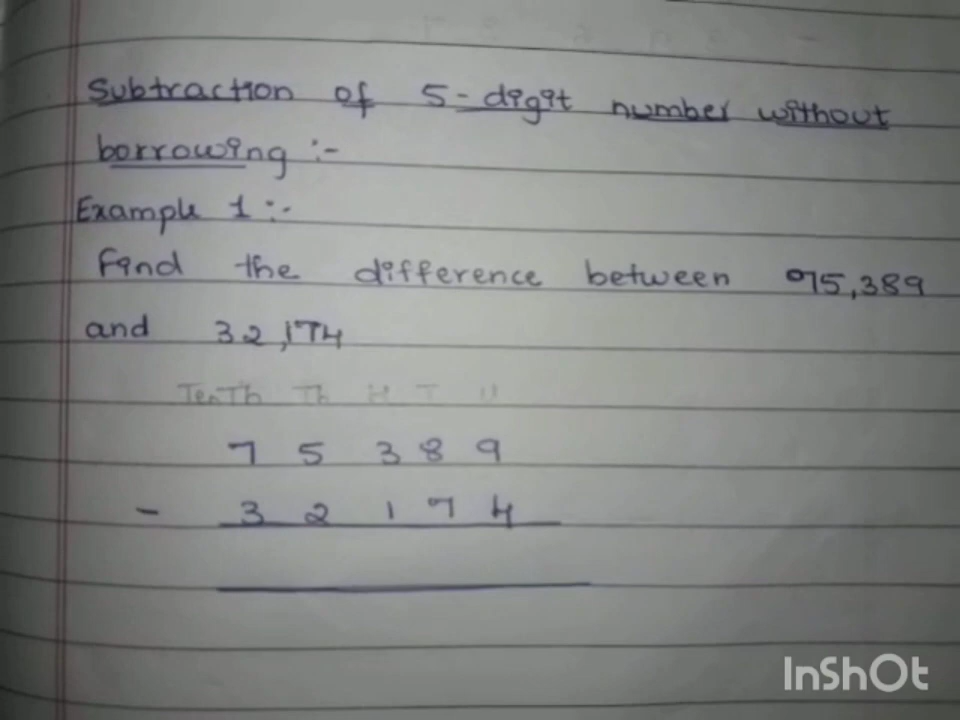 Subtraction of 5-digit number without
borrowing :-
Example 1 :-
Find the difference between 75,389
and 32,174
TenTh Th H T U
7 5 3 8 9
- 3 2 1 7 4
InShOt